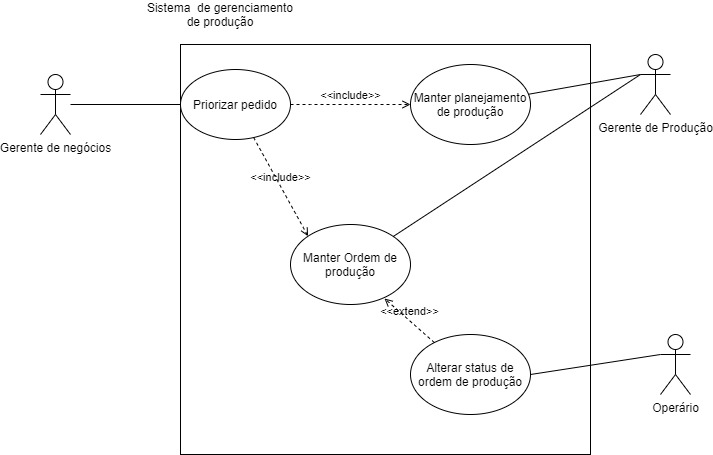 Sistema de gerenciamento
de produção
Priorizar pedido
<<include>>
Manter planejamento
de produção
Gerente de negócios
Gerente de Produção
<<include>>
Manter Ordem de
produção
<<extend>>
Alterar status de
ordem de produção
Operário